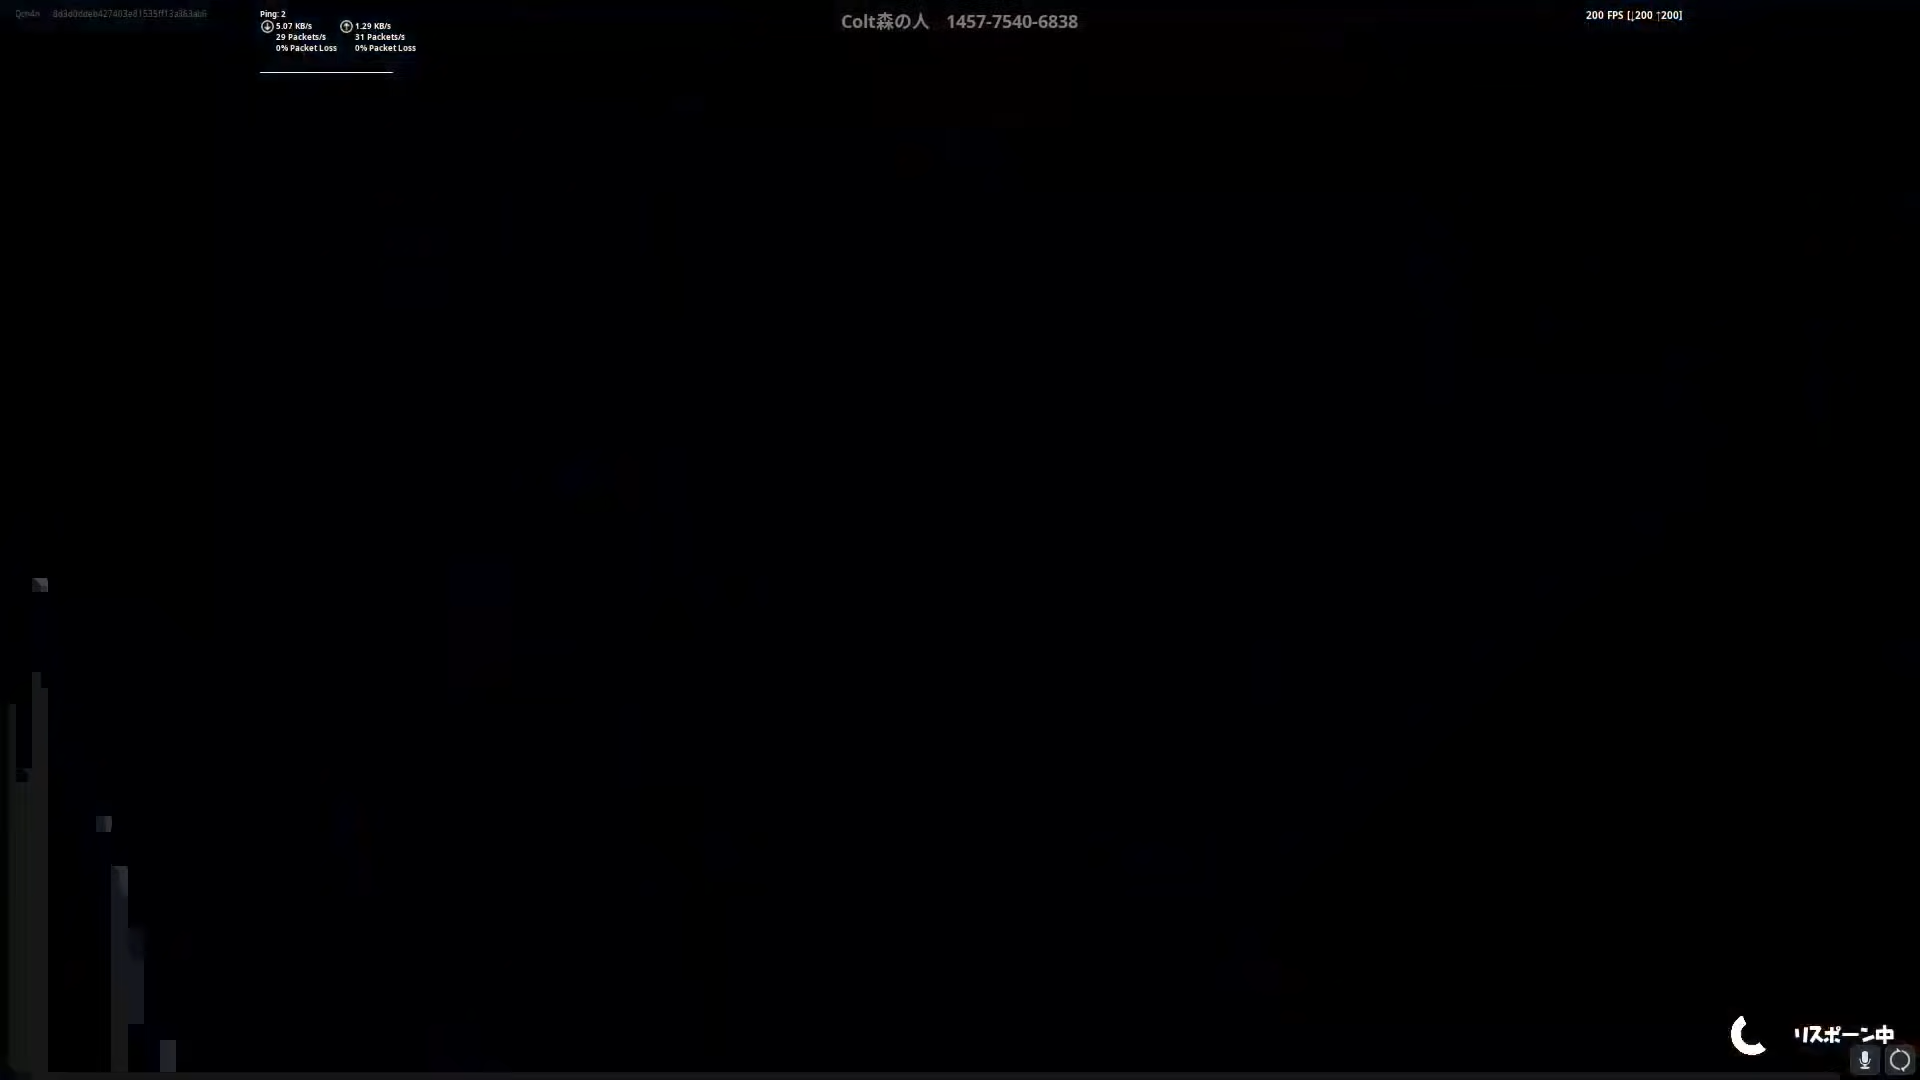 Ping: 2
5.07 KB/s 1.29 KB/s
29 Packets/s 31 Packets/s
0% Packet Loss 0% Packet Loss
Colt森の人 1457-7540-6838
200 FPS [↓200 ↑200]
リスポーン中